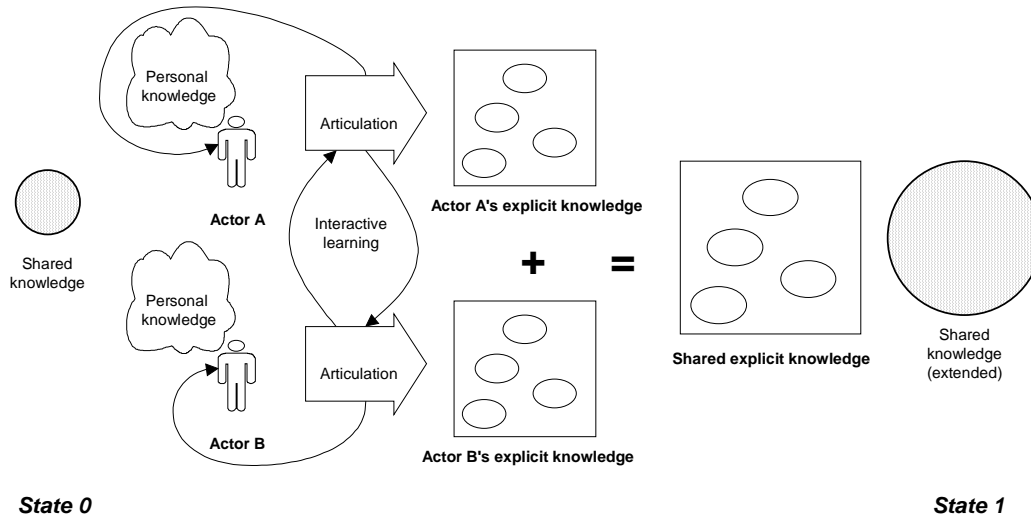 Personal
knowledge
Articulation
Actor A
Actor A's explicit knowledge
Shared
knowledge
Interactive
learning
+
=
Personal
knowledge
Articulation
Actor B
Actor B's explicit knowledge
Shared explicit knowledge
Shared
knowledge
(extended)
State 0
State 1